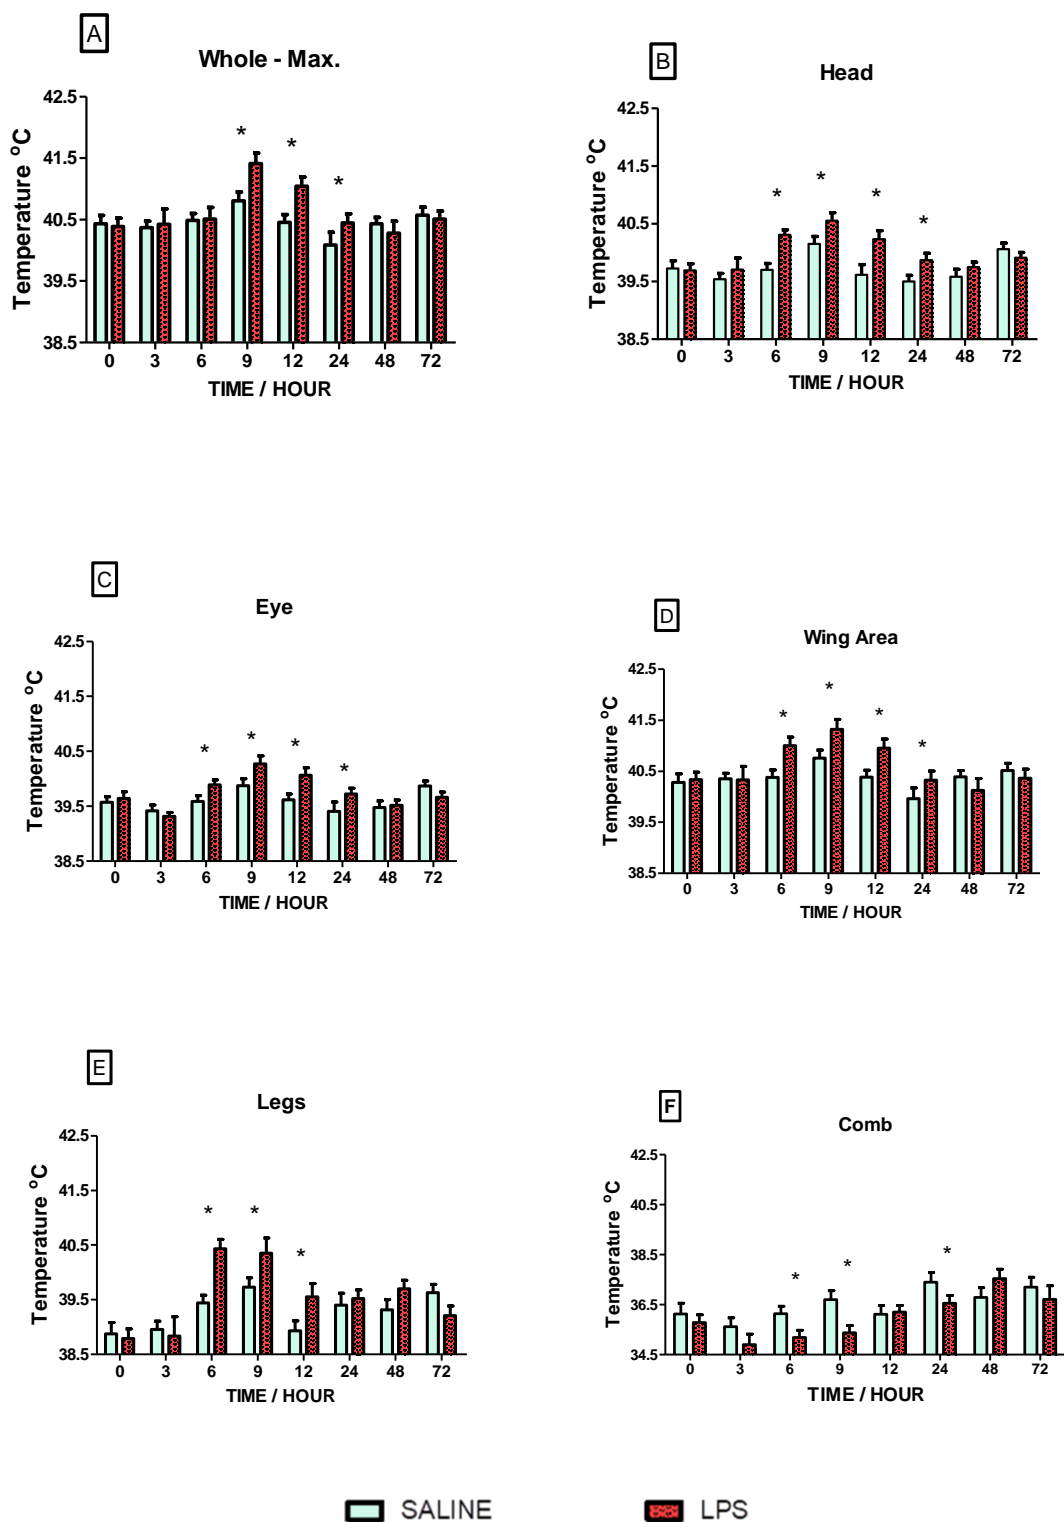 A
Whole - Max.
Temperature °C
42.5
41.5
40.5
39.5
38.5
* * *
0 3 6 9 12 24 48 72
TIME / HOUR
B
Head
Temperature °C
42.5
41.5
40.5
39.5
38.5
* * * *
0 3 6 9 12 24 48 72
TIME / HOUR
C
Eye
Temperature °C
42.5
41.5
40.5
39.5
38.5
* * * *
0 3 6 9 12 24 48 72
TIME / HOUR
D
Wing Area
Temperature °C
42.5
41.5
40.5
39.5
38.5
* * * *
0 3 6 9 12 24 48 72
TIME / HOUR
E
Legs
Temperature °C
42.5
41.5
40.5
39.5
38.5
* * *
0 3 6 9 12 24 48 72
TIME / HOUR
F
Comb
Temperature °C
42.5
40.5
38.5
36.5
34.5
* * *
0 3 6 9 12 24 48 72
TIME / HOUR
SALINE LPS